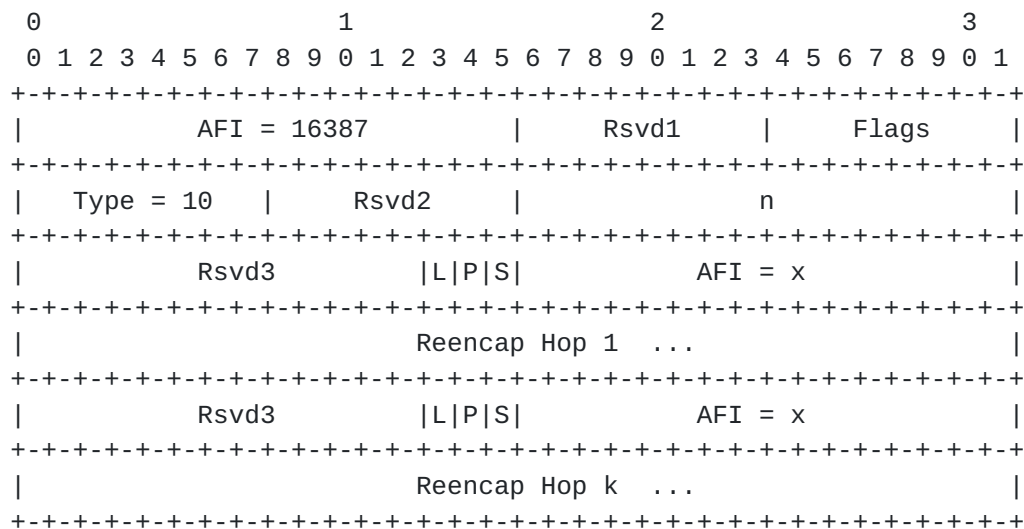 0                   1                   2                   3
 0 1 2 3 4 5 6 7 8 9 0 1 2 3 4 5 6 7 8 9 0 1 2 3 4 5 6 7 8 9 0 1
+-+-+-+-+-+-+-+-+-+-+-+-+-+-+-+-+-+-+-+-+-+-+-+-+-+-+-+-+-+-+-+-+
|           AFI = 16387         |     Rsvd1     |     Flags     |
+-+-+-+-+-+-+-+-+-+-+-+-+-+-+-+-+-+-+-+-+-+-+-+-+-+-+-+-+-+-+-+-+
|   Type = 10   |     Rsvd2     |               n               |
+-+-+-+-+-+-+-+-+-+-+-+-+-+-+-+-+-+-+-+-+-+-+-+-+-+-+-+-+-+-+-+-+
|           Rsvd3         |L|P|S|           AFI = x             |
+-+-+-+-+-+-+-+-+-+-+-+-+-+-+-+-+-+-+-+-+-+-+-+-+-+-+-+-+-+-+-+-+
|                         Reencap Hop 1  ...                    |
+-+-+-+-+-+-+-+-+-+-+-+-+-+-+-+-+-+-+-+-+-+-+-+-+-+-+-+-+-+-+-+-+
|           Rsvd3         |L|P|S|           AFI = x             |
+-+-+-+-+-+-+-+-+-+-+-+-+-+-+-+-+-+-+-+-+-+-+-+-+-+-+-+-+-+-+-+-+
|                         Reencap Hop k  ...                    |
+-+-+-+-+-+-+-+-+-+-+-+-+-+-+-+-+-+-+-+-+-+-+-+-+-+-+-+-+-+-+-+-+